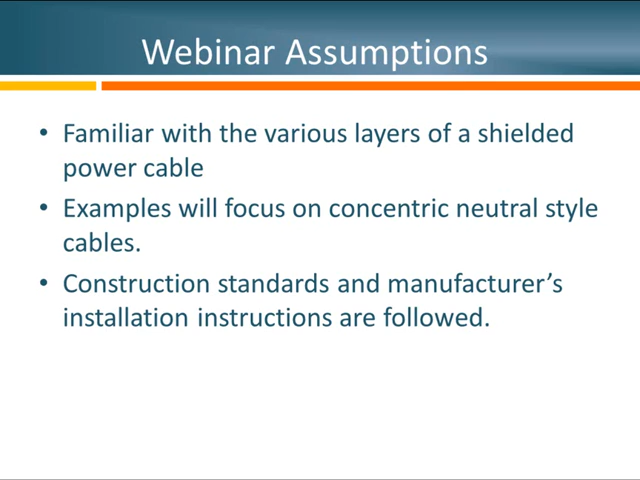 Webinar Assumptions
• Familiar with the various layers of a shielded
power cable
• Examples will focus on concentric neutral style
cables.
• Construction standards and manufacturer’s
installation instructions are followed.